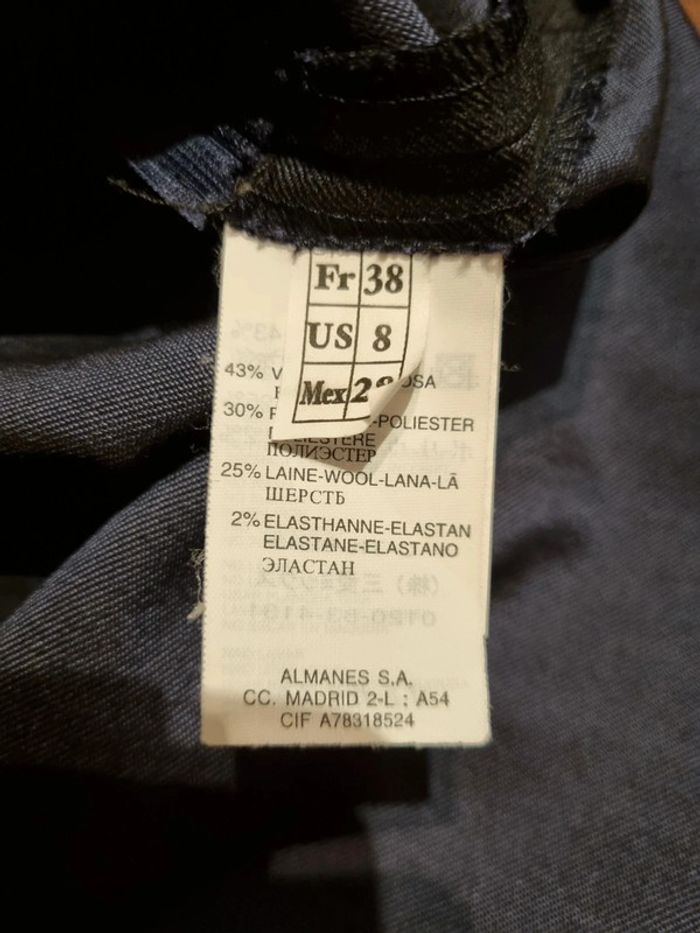 Fr 38
US 8
Mex
43% V OSA
30% -POLIESTER
ПОЛИЭСТЕР
25% LAINE-WOOL-LANA-LÃ
ШЕРСТЬ
2% ELASTHANNE-ELASTAN
ELASTANE-ELASTANO
ЭЛАСТАН
ALMANES S.A.
CC. MADRID 2-L : A54
CIF A78318524